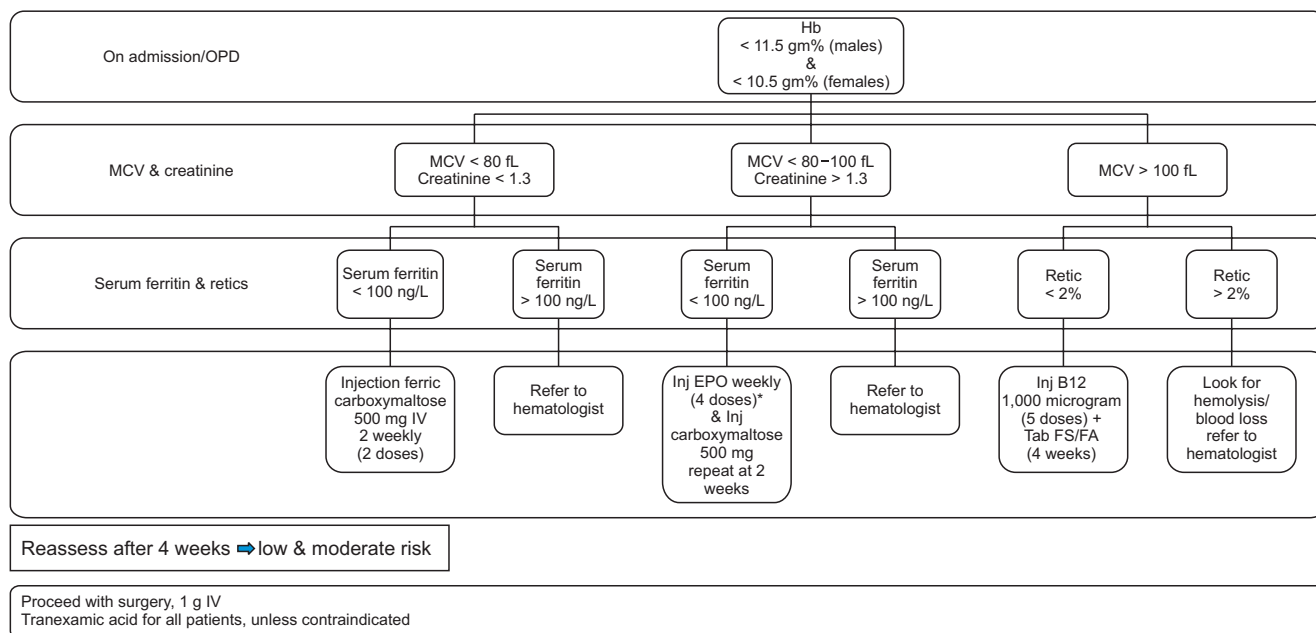 On admission/OPD
Hb
< 11.5 gm% (males)
&
< 10.5 gm% (females)
MCV & creatinine
MCV < 80 fL
Creatinine < 1.3
MCV < 80−100 fL
Creatinine > 1.3
MCV > 100 fL
Serum ferritin & retics
Serum ferritin
< 100 ng/L
Serum
ferritin
> 100 ng/L
Serum
ferritin
< 100 ng/L
Serum
ferritin
> 100 ng/L
Retic
< 2%
Retic
> 2%
Injection ferric
carboxymaltose
500 mg IV
2 weekly
(2 doses)
Refer to
hematologist
Inj EPO weekly
(4 doses)*
& Inj
carboxymaltose
500 mg
repeat at 2
weeks
Refer to
hematologist
Inj B12
1,000 microgram
(5 doses) +
Tab FS/FA
(4 weeks)
Look for
hemolysis/
blood loss
refer to
hematologist
Reassess after 4 weeks ➡ low & moderate risk
Proceed with surgery, 1 g IV
Tranexamic acid for all patients, unless contraindicated